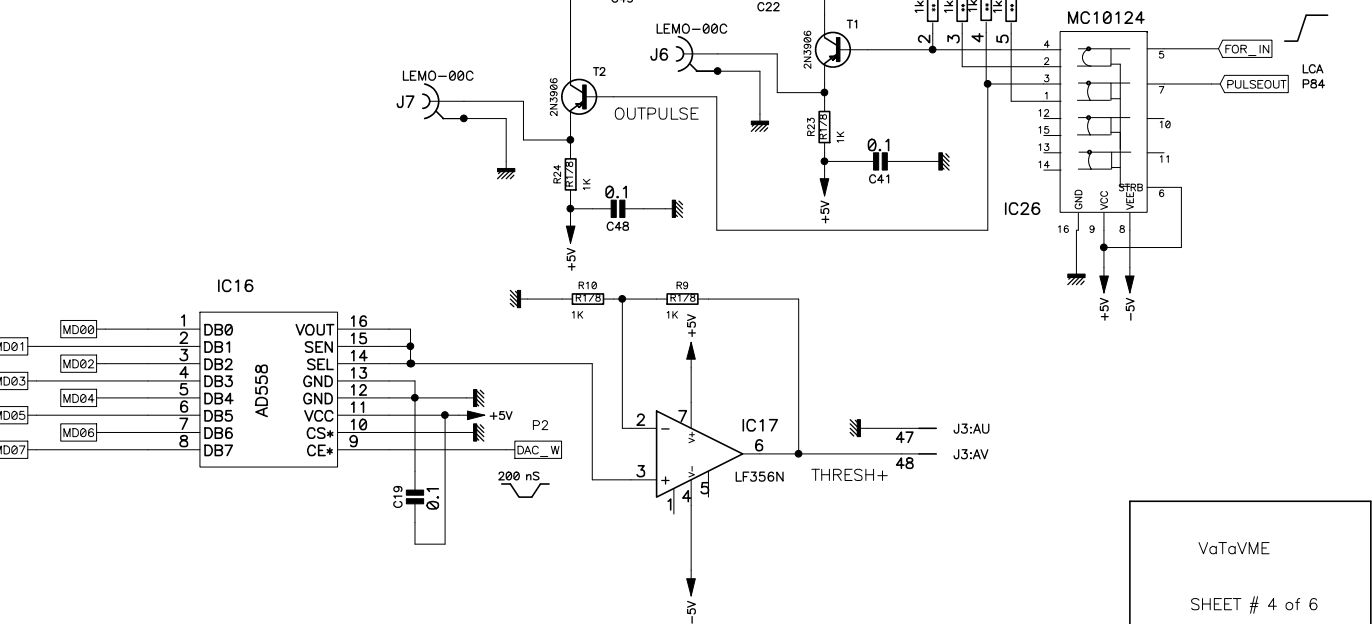 C22
1k
1k
1k
1k
MC10124
LEMO-00C
T1
J6
2N3906
2 3 4 5
4
2
3
1
12
15
13
14
5
7
10
11
6
FOR_IN
LCA
PULSEOUT P84
LEMO-00C
T2
J7
2N3906
OUTPULSE
R23 R1/8 1K
0.1
C41
+5V
R24 R1/8 1K
0.1
C48
+5V
STRB
GND VCC VEE
IC26
16 9 8
+5V -5V
IC16
R10 R9
R1/8 R1/8
1K 1K
+5V
MD00 1 DB0 VOUT 16
MD01 2 DB1 SEN 15
MD02 3 DB2 SEL 14
MD03 4 DB3 GND 13
MD04 5 DB4 GND 12
MD05 6 DB5 VCC 11 +5V
MD06 7 DB6 CS* 10
MD07 8 DB7 CE* 9
AD558
P2
DAC_W
200 nS
C19 0.1
2 − 7 V+ IC17
6
3 + V− LF356N
1 4 5
-5V
THRESH+
47 J3:AU
48 J3:AV
VaTaVME
SHEET # 4 of 6